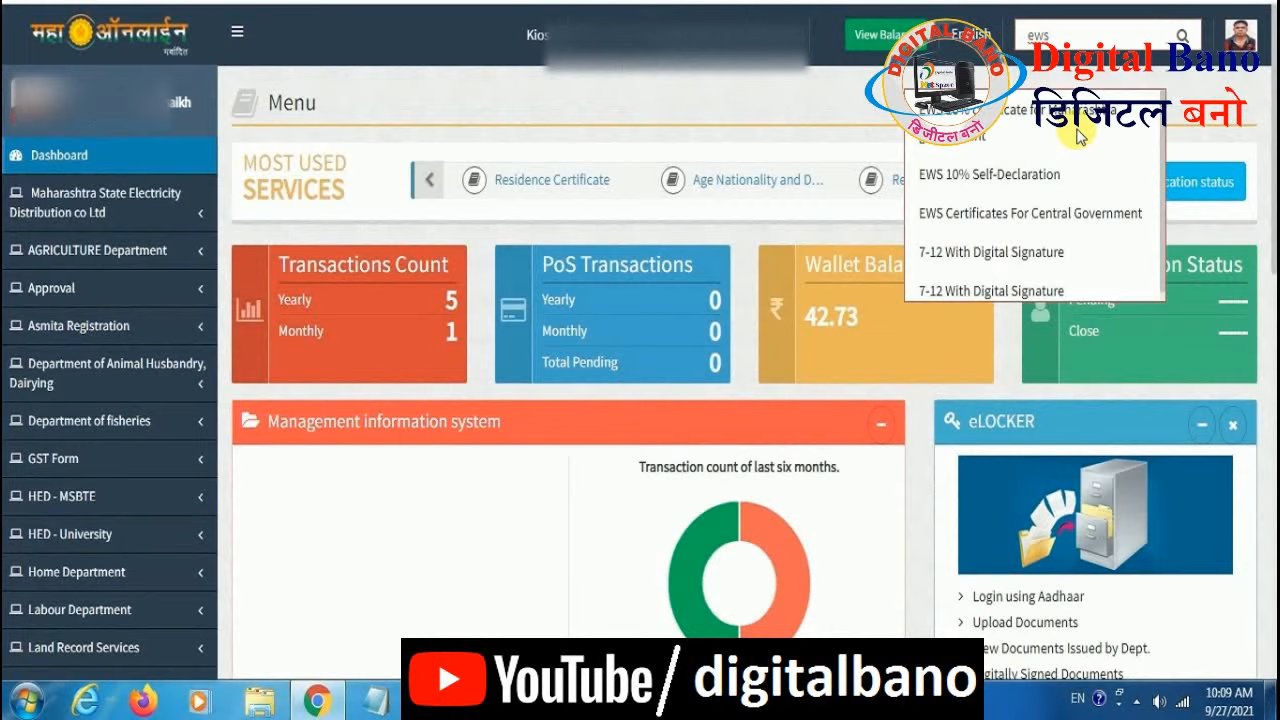 महा ऑनलाईन
मर्यादित
Kios
View Bala
English
ews
DIGITAL BANO
डिजीटल बनो
Digital Bano
डिजिटल बनो
aikh
Menu
Dashboard
MOST USED
SERVICES
Residence Certificate
Age Nationality and D...
Re
cation status
EWS 10% Self-Declaration
EWS Certificates For Central Government
7-12 With Digital Signature
7-12 With Digital Signature
Maharashtra State Electricity
Distribution co Ltd
AGRICULTURE Department
Approval
Asmita Registration
Department of Animal Husbandry,
Dairying
Department of fisheries
GST Form
HED - MSBTE
HED - University
Home Department
Labour Department
Land Record Services
Transactions Count
Yearly 5
Monthly 1
PoS Transactions
Yearly 0
Monthly 0
Total Pending 0
Wallet Bala
42.73
on Status
Pending
Close
Management information system
Transaction count of last six months.
eLOCKER
Login using Aadhaar
Upload Documents
ew Documents Issued by Dept.
igitally Signed Documents
YouTube/digitalbano
EN
10:09 AM
9/27/2021